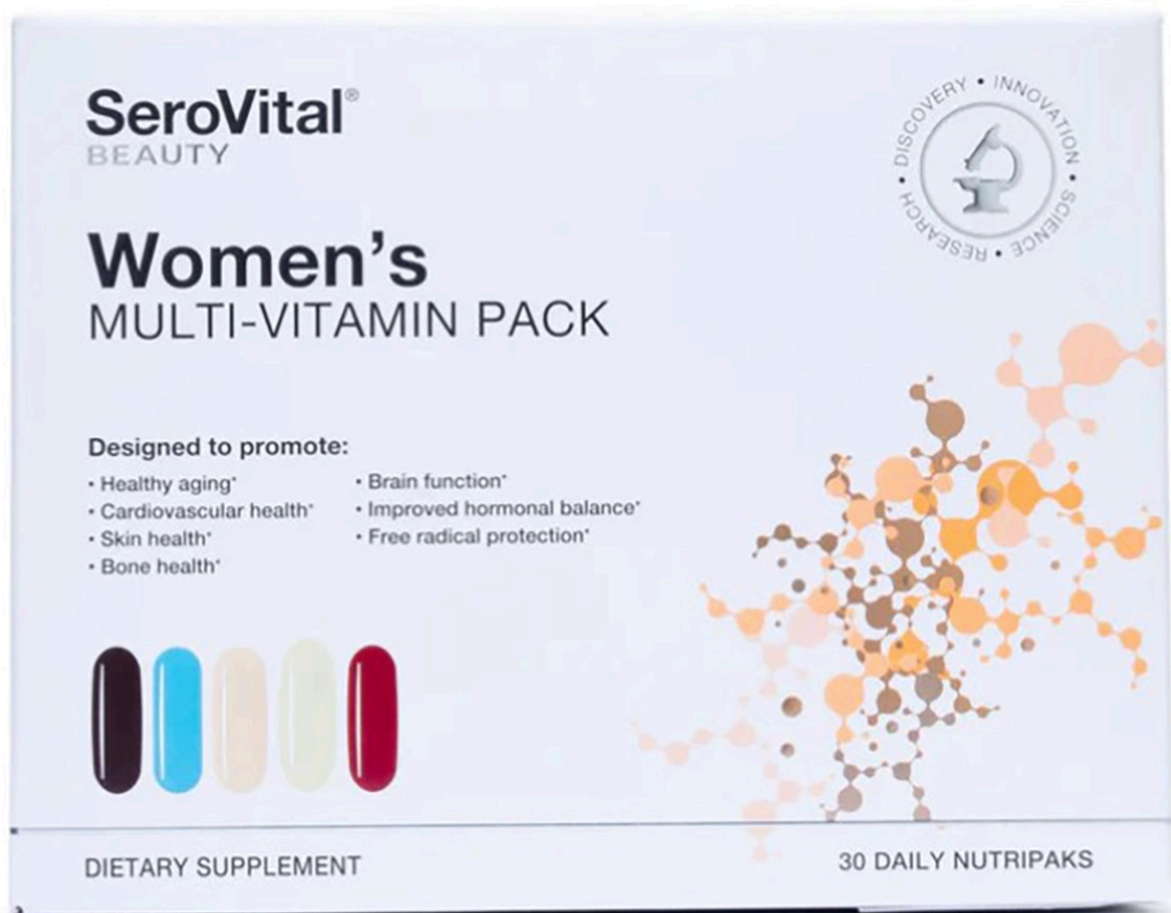 SeroVital®
BEAUTY
DISCOVERY • INNOVATION • SCIENCE • RESEARCH •
Women's
MULTI-VITAMIN PACK
Designed to promote:
• Healthy aging*
• Cardiovascular health*
• Skin health*
• Bone health*
• Brain function*
• Improved hormonal balance*
• Free radical protection*
DIETARY SUPPLEMENT
30 DAILY NUTRIPAKS